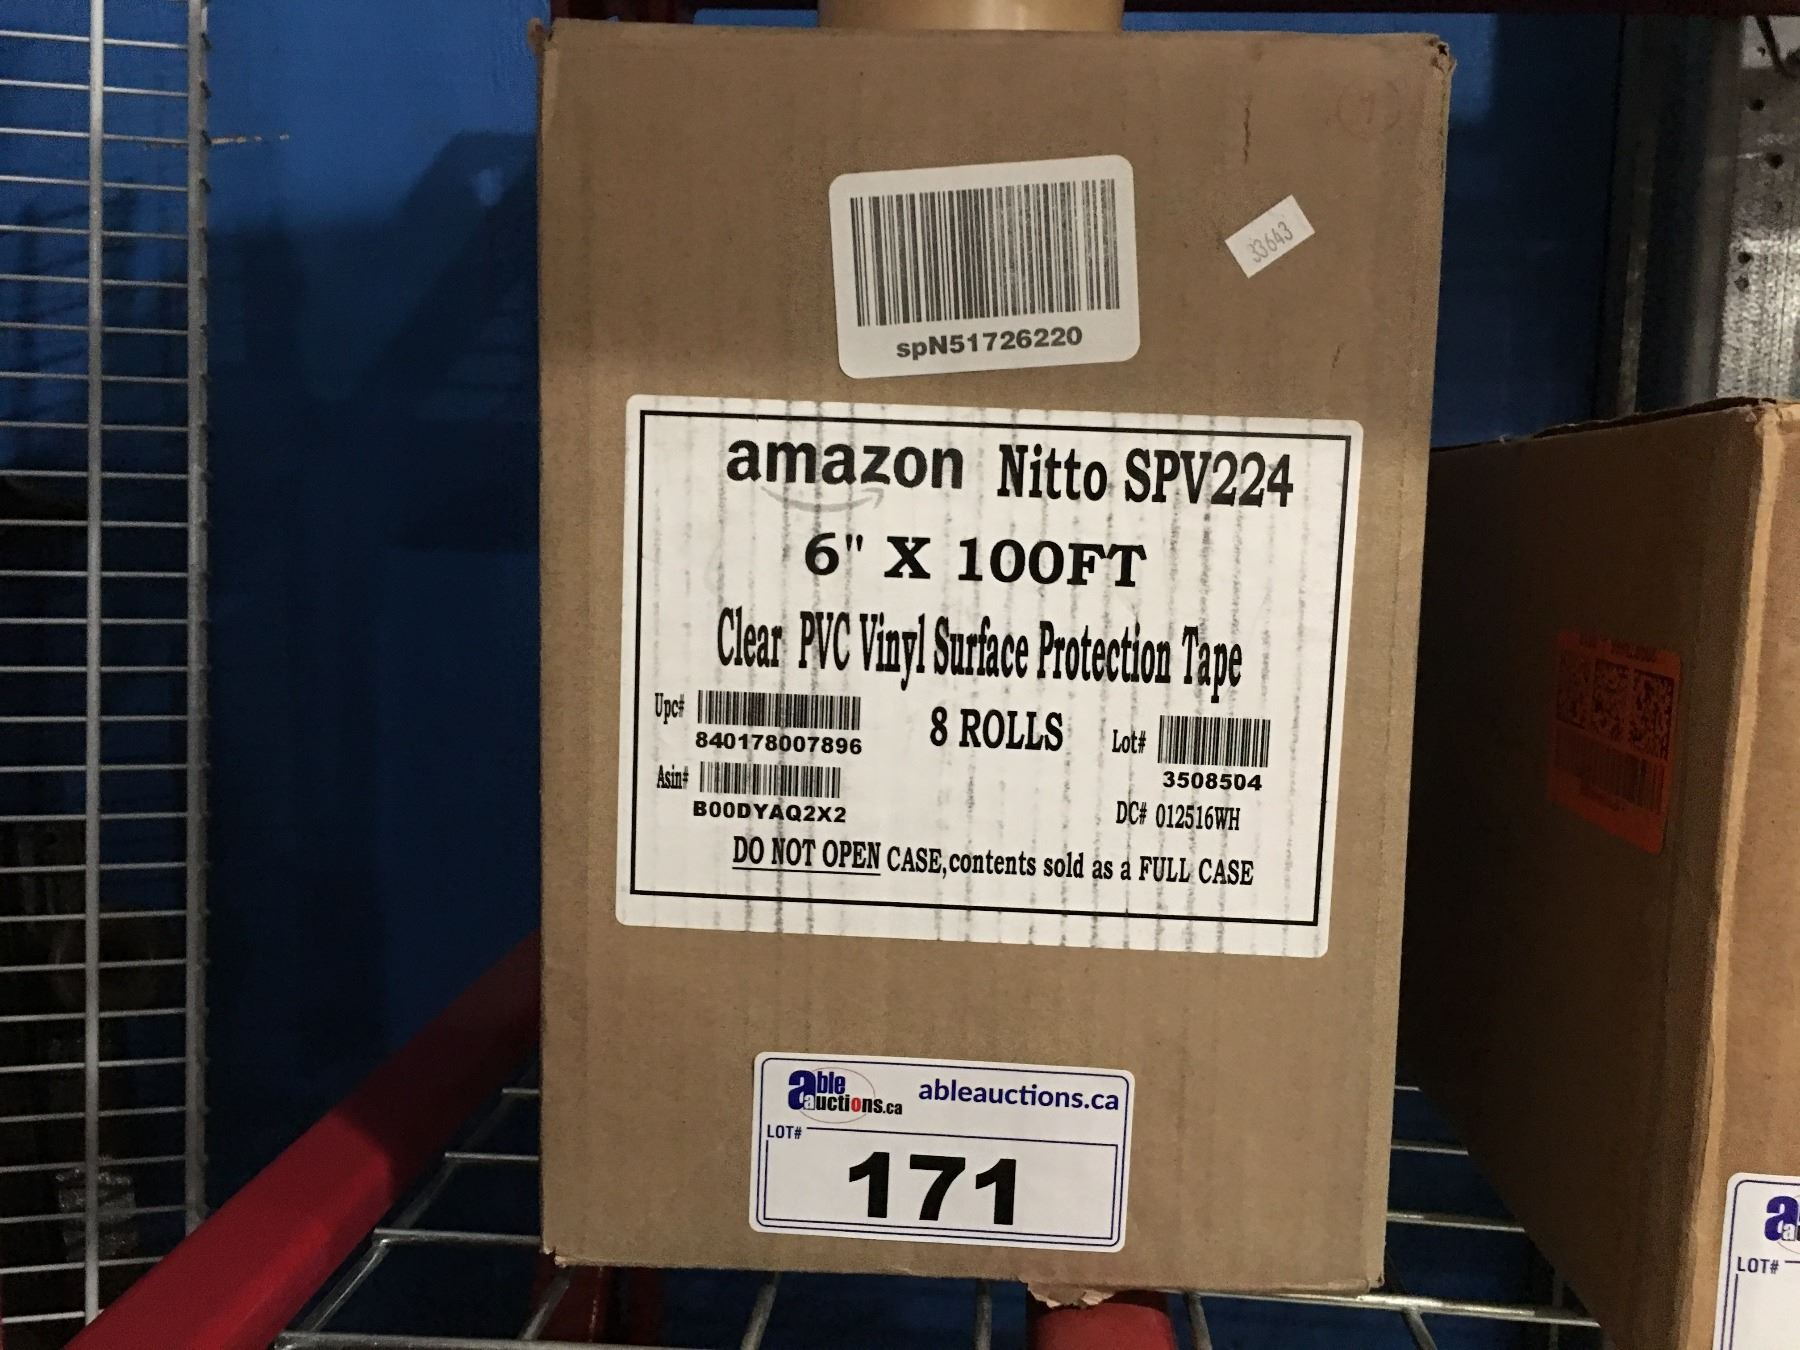 spN51726220
33643
amazon Nitto SPV224
6" X 100FT
Clear PVC Vinyl Surface Protection Tape
Upc#
840178007896
8 ROLLS
Lot#
3508504
Asin#
B00DYAQ2X2
DC# 012516WH
DO NOT OPEN CASE,contents sold as a FULL CASE
able auctions.ca
ableauctions.ca
LOT#
171
LOT#